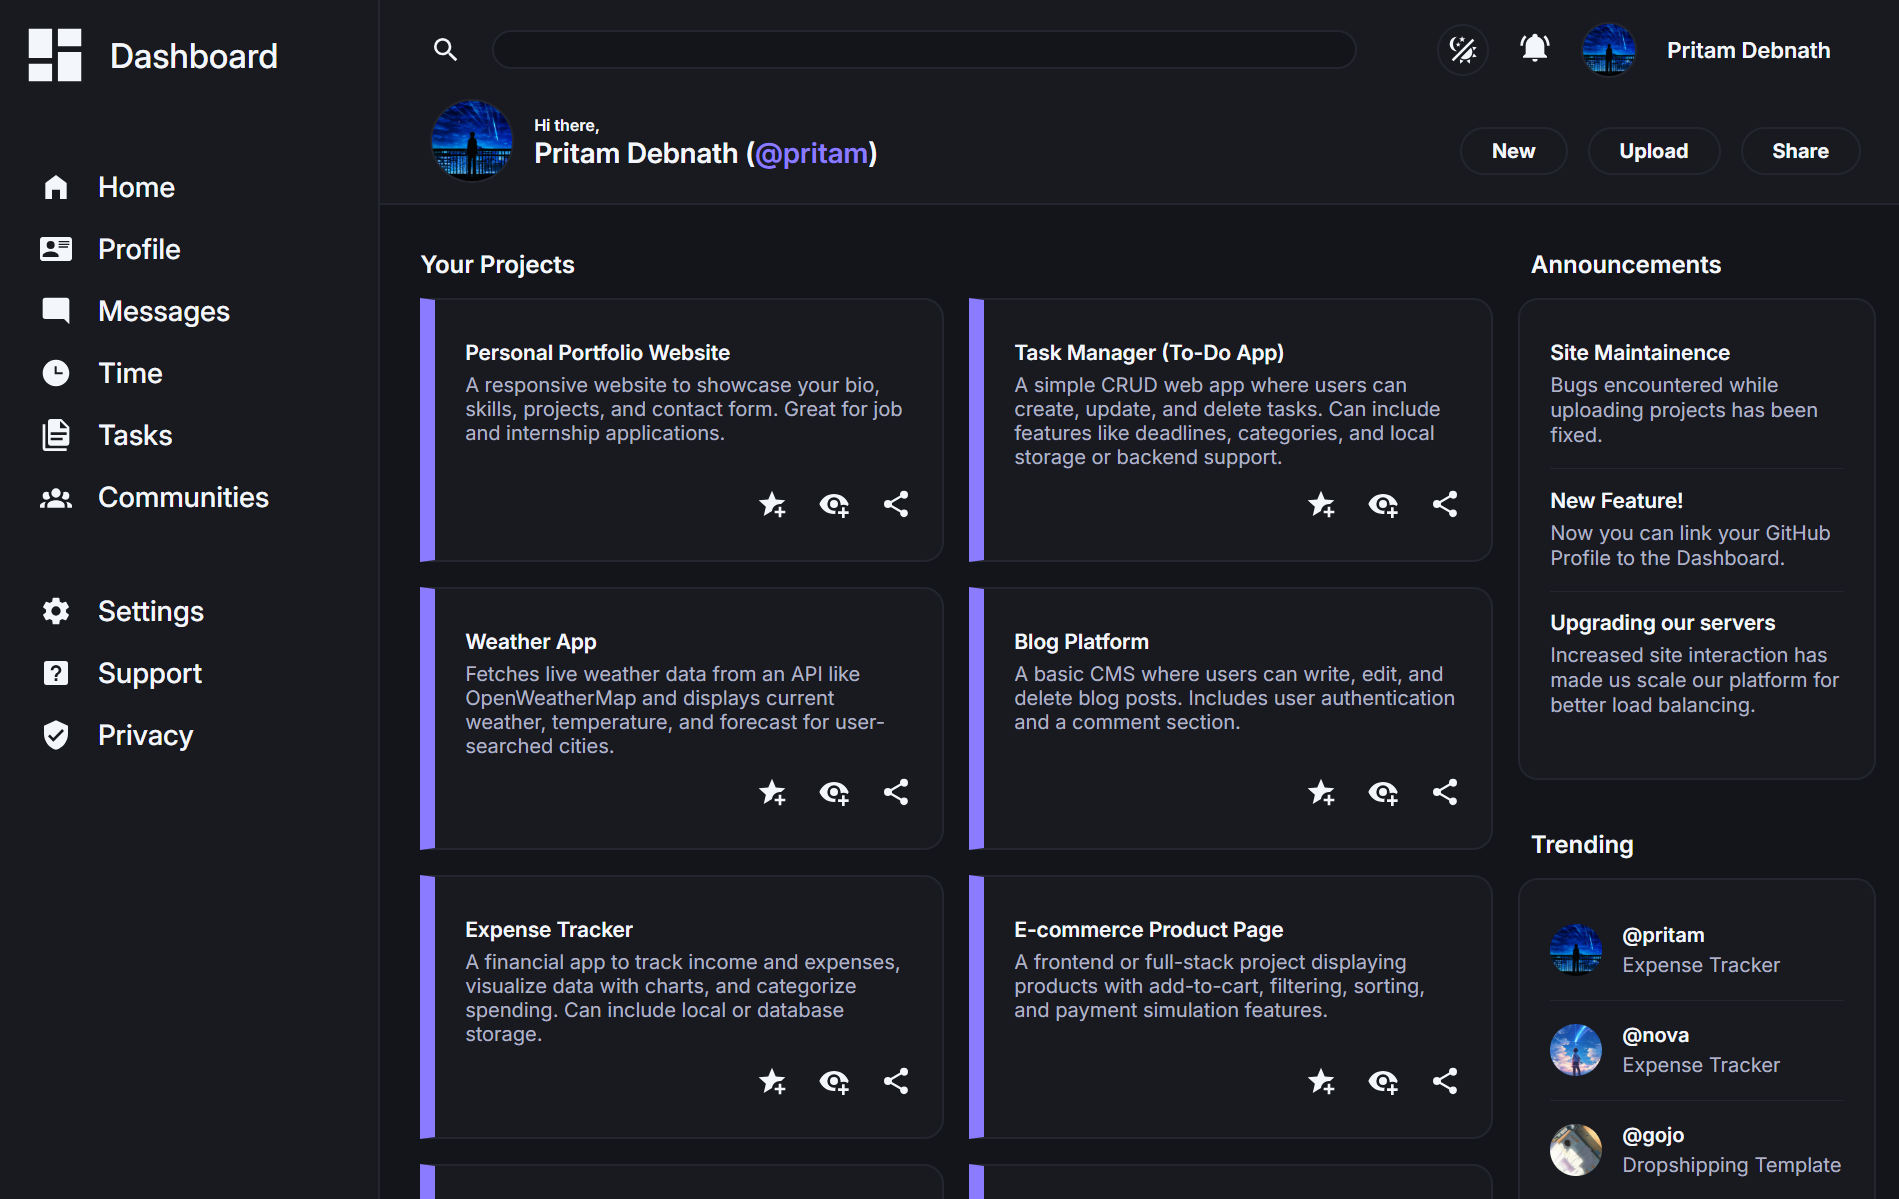 Dashboard
Home
Profile
Messages
Time
Tasks
Communities
Settings
Support
Privacy
Pritam Debnath
Hi there,
Pritam Debnath (@pritam)
New
Upload
Share
Your Projects
Personal Portfolio Website
A responsive website to showcase your bio,
skills, projects, and contact form. Great for job
and internship applications.
Task Manager (To-Do App)
A simple CRUD web app where users can
create, update, and delete tasks. Can include
features like deadlines, categories, and local
storage or backend support.
Weather App
Fetches live weather data from an API like
OpenWeatherMap and displays current
weather, temperature, and forecast for user-
searched cities.
Blog Platform
A basic CMS where users can write, edit, and
delete blog posts. Includes user authentication
and a comment section.
Expense Tracker
A financial app to track income and expenses,
visualize data with charts, and categorize
spending. Can include local or database
storage.
E-commerce Product Page
A frontend or full-stack project displaying
products with add-to-cart, filtering, sorting,
and payment simulation features.
Announcements
Site Maintainence
Bugs encountered while
uploading projects has been
fixed.
New Feature!
Now you can link your GitHub
Profile to the Dashboard.
Upgrading our servers
Increased site interaction has
made us scale our platform for
better load balancing.
Trending
@pritam
Expense Tracker
@nova
Expense Tracker
@gojo
Dropshipping Template